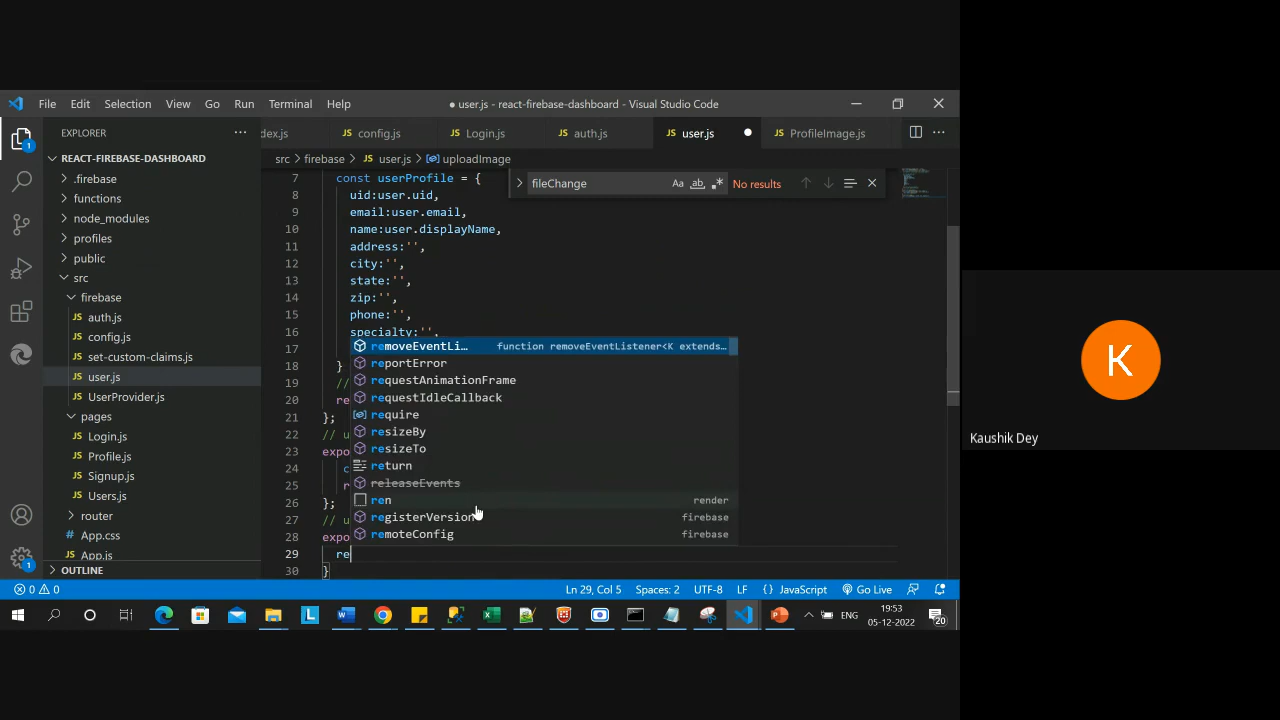 File Edit Selection View Go Run Terminal Help
● user.js - react-firebase-dashboard - Visual Studio Code
EXPLORER
dex.js config.js Login.js auth.js user.js ProfileImage.js
REACT-FIREBASE-DASHBOARD
src > firebase > user.js > uploadImage
.firebase
functions
node_modules
profiles
public
src
firebase
auth.js
config.js
set-custom-claims.js
user.js
UserProvider.js
pages
Login.js
Profile.js
Signup.js
Users.js
router
App.css
App.js
OUTLINE
fileChange Aa ab .* No results
7 const userProfile = {
8 uid:user.uid,
9 email:user.email,
10 name:user.displayName,
11 address:'',
12 city:'',
13 state:'',
14 zip:'',
15 phone:'',
16 specialty:'',
17
18 }
19 //
20 re
21 };
22 // u
23 expo
24 c
25 r
26 };
27 // u
28 expo
29 re
30 }
removeEventLi… function removeEventListener<K extends…
reportError
requestAnimationFrame
requestIdleCallback
require
resizeBy
resizeTo
return
releaseEvents
ren render
registerVersion firebase
remoteConfig firebase
1
1
0 0 Ln 29, Col 5 Spaces: 2 UTF-8 LF {} JavaScript Go Live
ENG 19:53
05-12-2022 20
K
Kaushik Dey